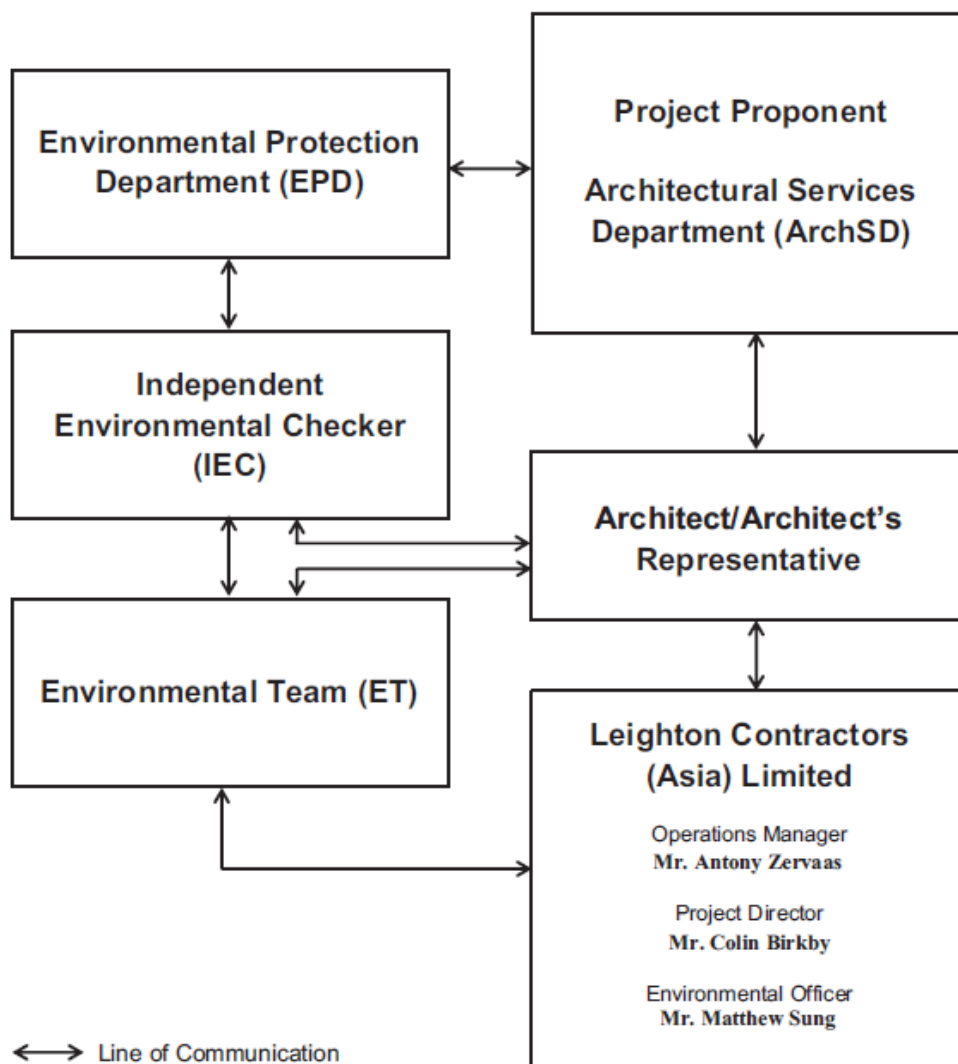 Environmental Protection
Department (EPD)
Project Proponent
Architectural Services
Department (ArchSD)
Independent
Environmental Checker
(IEC)
Architect/Architect's
Representative
Environmental Team (ET)
Leighton Contractors
(Asia) Limited
Operations Manager
Mr. Antony Zervaas
Project Director
Mr. Colin Birkby
Environmental Officer
Mr. Matthew Sung
Line of Communication